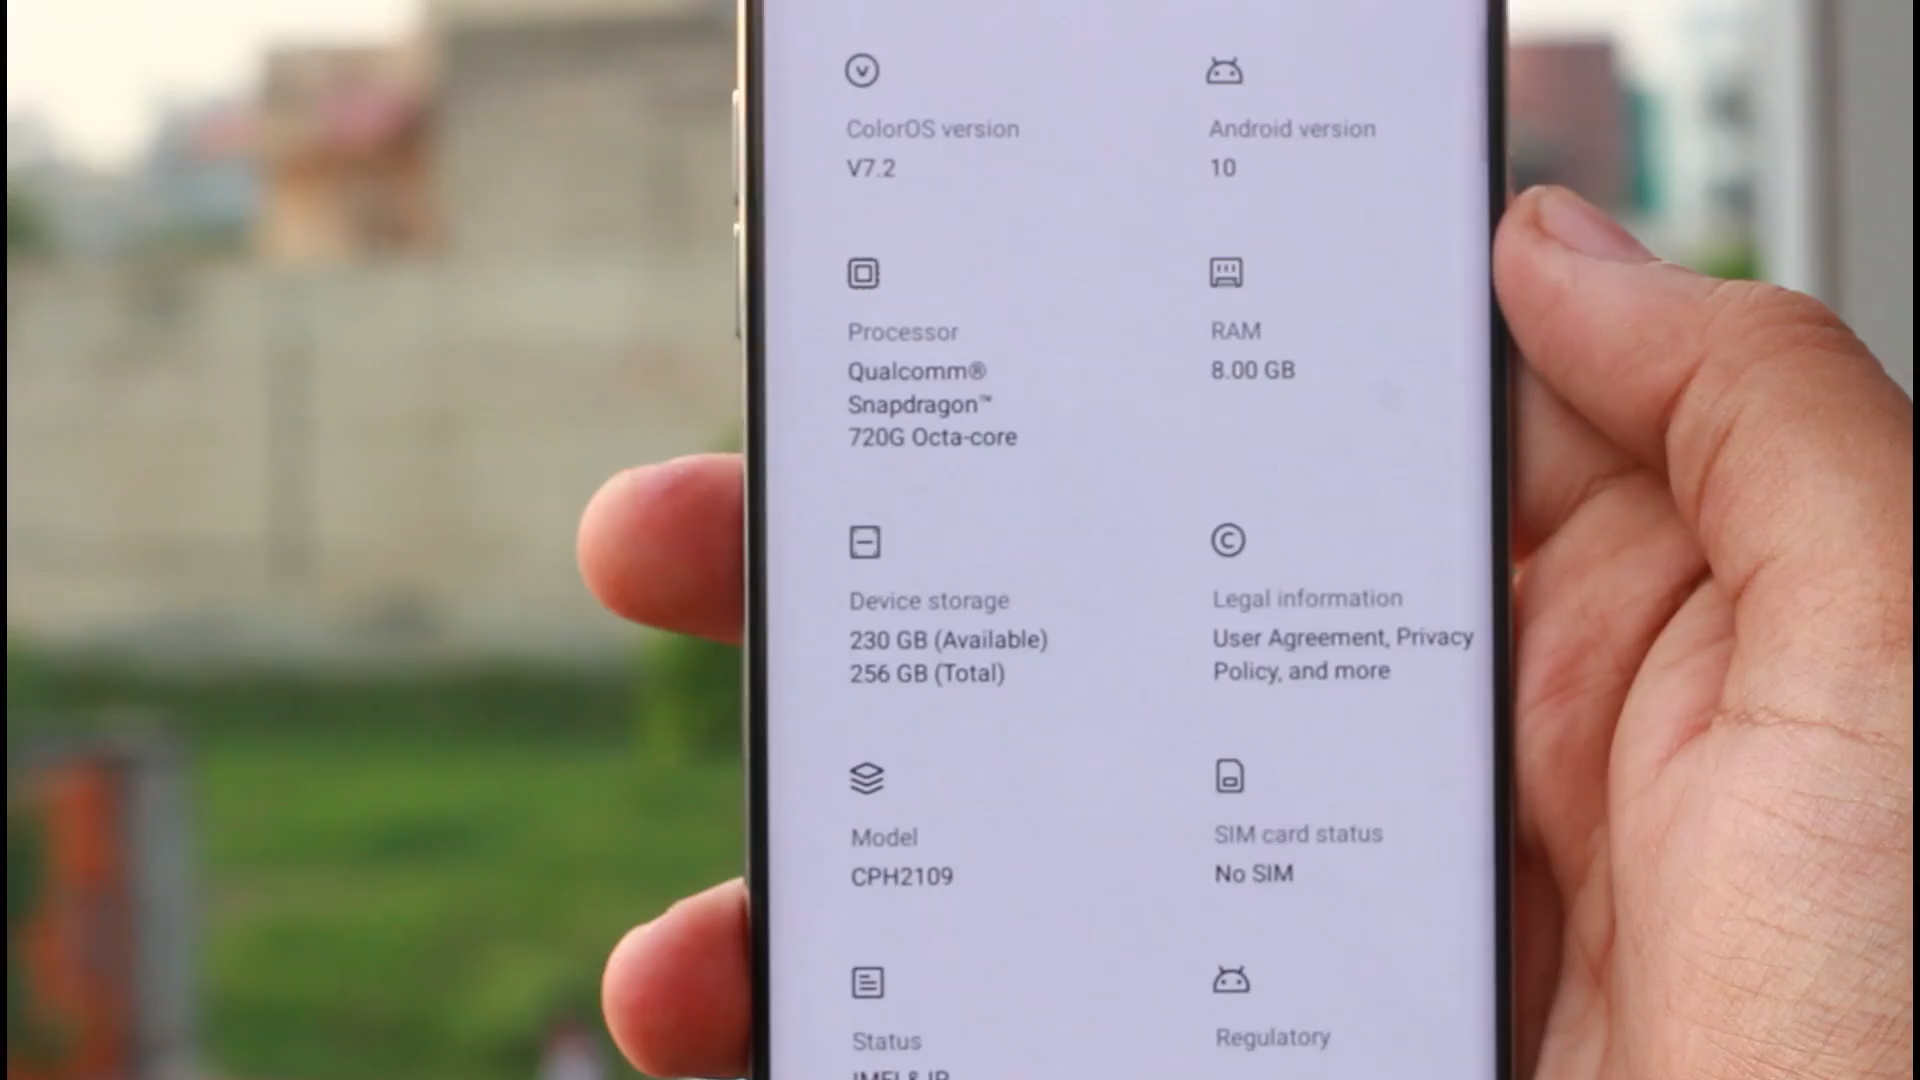 ColorOS version
V7.2
Android version
10
Processor
Qualcomm®
Snapdragon™
720G Octa-core
RAM
8.00 GB
Device storage
230 GB (Available)
256 GB (Total)
Legal information
User Agreement, Privacy
Policy, and more
Model
CPH2109
SIM card status
No SIM
Status
IMEI & IP
Regulatory